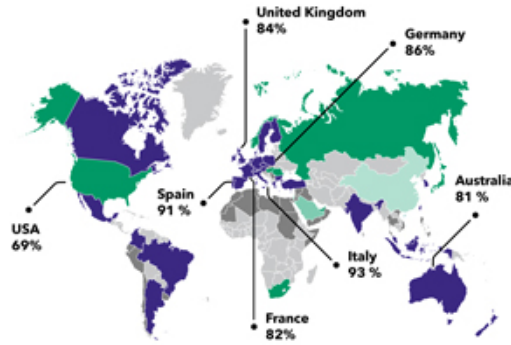 United Kingdom
84%
Germany
86%
Spain
91 %
Australia
81 %
USA
69%
Italy
93 %
France
82%